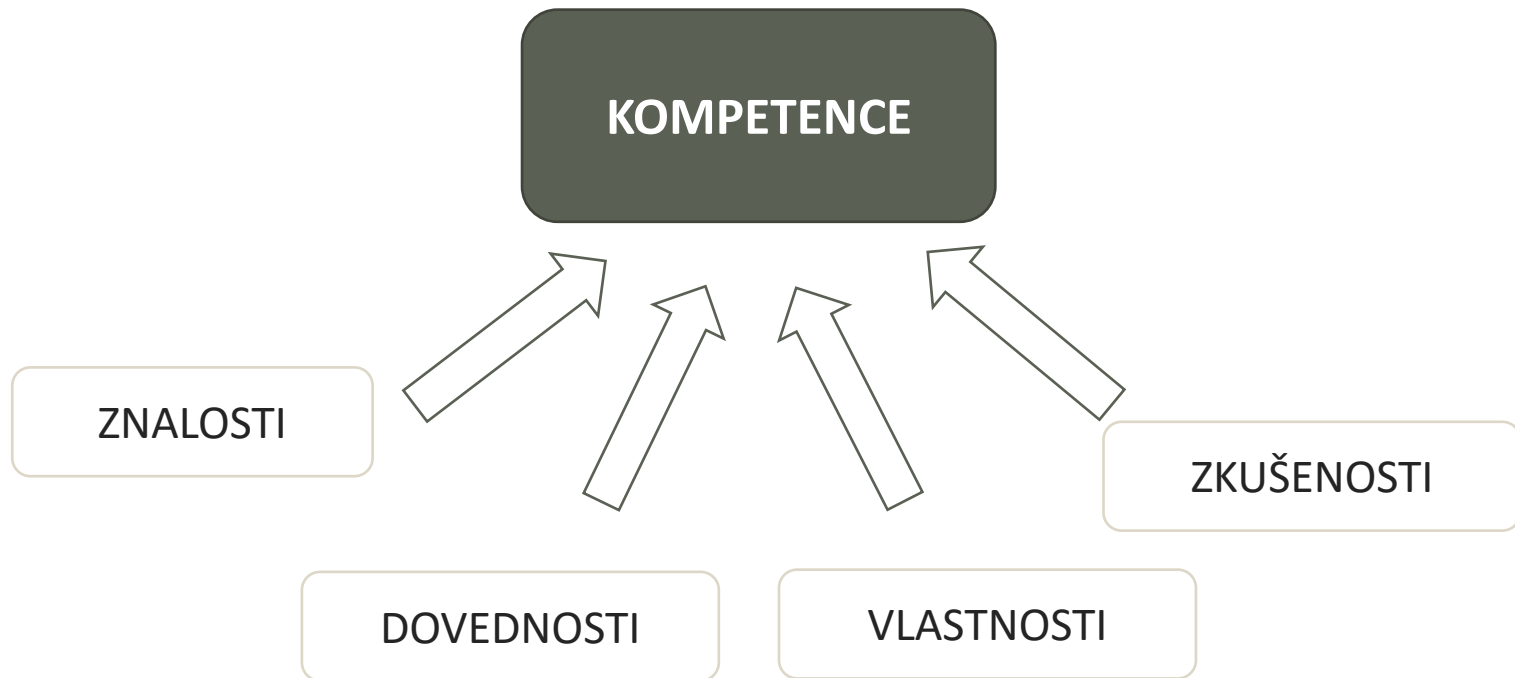 KOMPETENCE
ZNALOSTI
ZKUŠENOSTI
DOVEDNOSTI
VLASTNOSTI